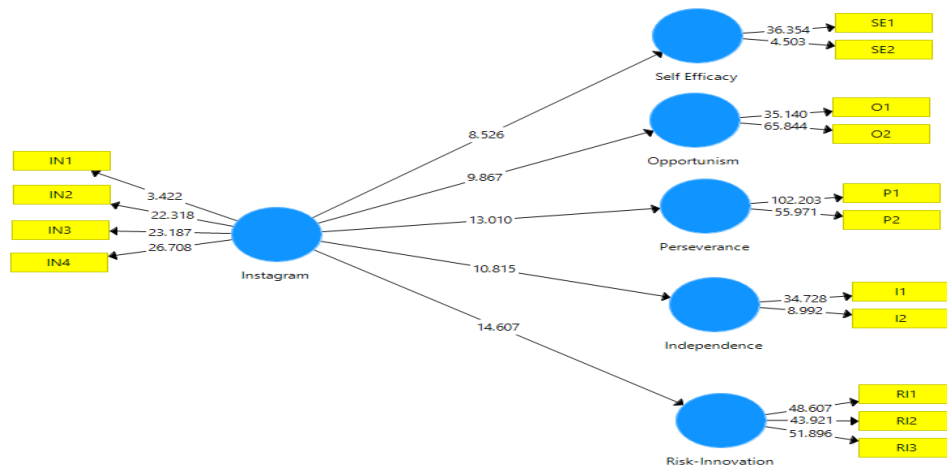 IN1
IN2
IN3
IN4
3.422
22.318
23.187
26.708
Instagram
8.526
9.867
13.010
10.815
14.607
Self Efficacy
36.354
4.503
SE1
SE2
Opportunism
35.140
65.844
O1
O2
Perseverance
102.203
55.971
P1
P2
Independence
34.728
8.992
I1
I2
Risk-Innovation
48.607
43.921
51.896
RI1
RI2
RI3